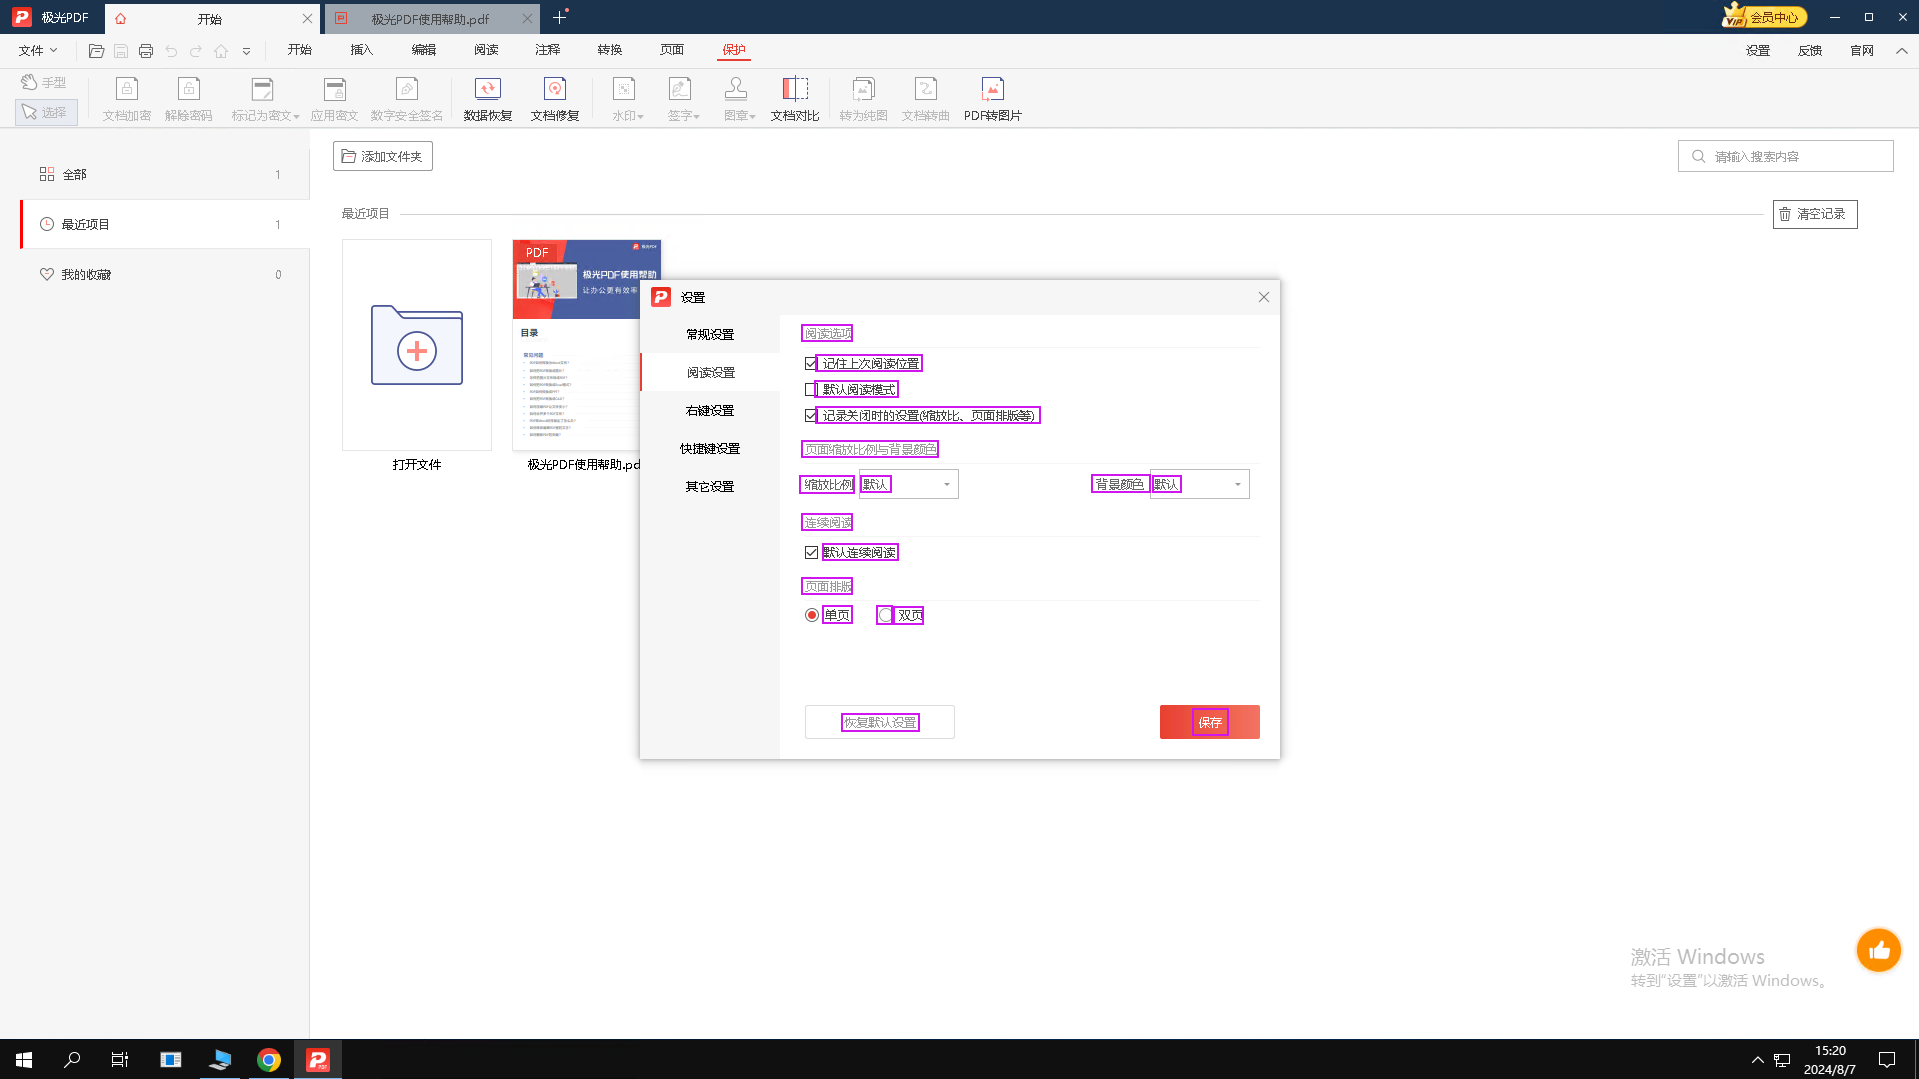 极光PDF
开始
极光PDF使用帮助.pdf
VIP 会员中心
文件
开始 插入 编辑 阅读 注释 转换 页面 保护
设置 反馈 官网
手型
选择
文档加密 解除密码 标记为密文 应用密文 数字安全签名 数据恢复 文档修复 水印 签字 图章 文档对比 转为纯图 文档转曲 PDF转图片
全部 1
最近项目 1
我的收藏 0
添加文件夹
请输入搜索内容
最近项目
清空记录
PDF
极光PDF使用帮助
让办公更有效率
目录
常见问题
打开文件
极光PDF使用帮助.pd
设置
常规设置
阅读设置
右键设置
快捷键设置
其它设置
阅读选项
记住上次阅读位置
默认阅读模式
记录关闭时的设置(缩放比、页面排版等)
页面缩放比例与背景颜色
缩放比例 默认 背景颜色 默认
连续阅读
默认连续阅读
页面排版
单页 双页
恢复默认设置
保存
激活 Windows
转到“设置”以激活 Windows。
15:20
2024/8/7